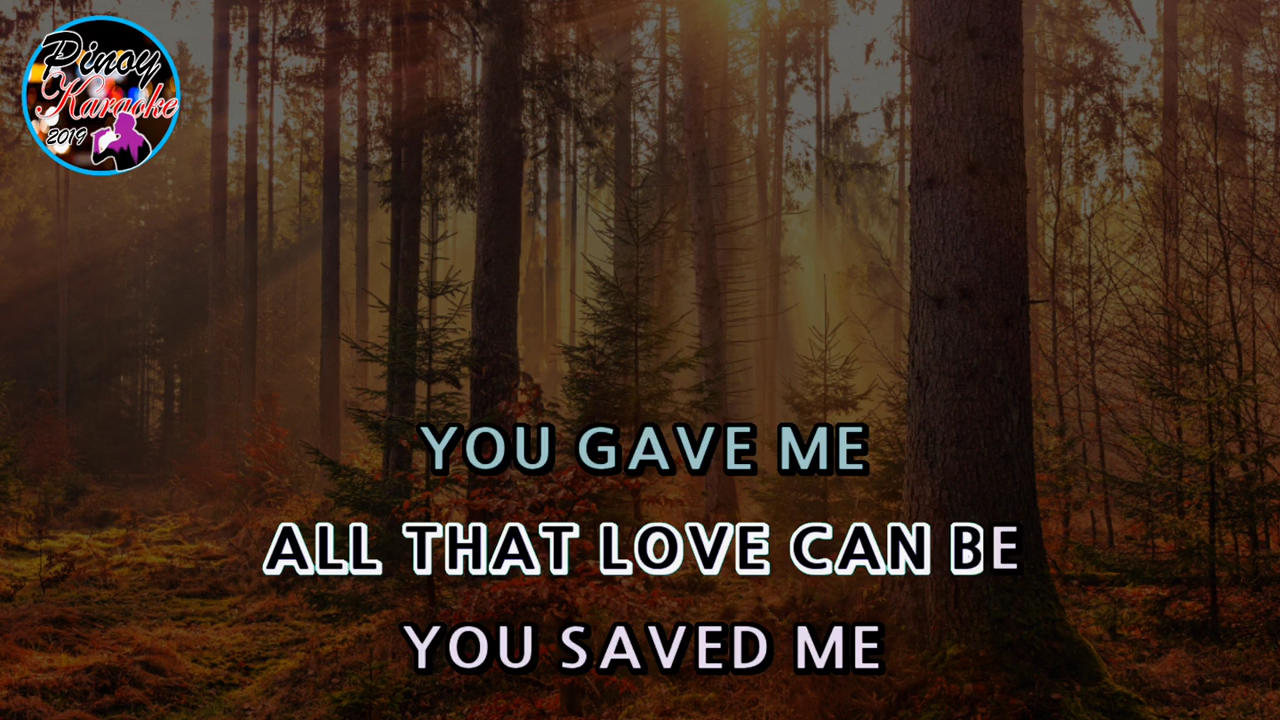 Pinoy
Karaoke
2019
YOU GAVE ME
ALL THAT LOVE CAN BE
YOU SAVED ME